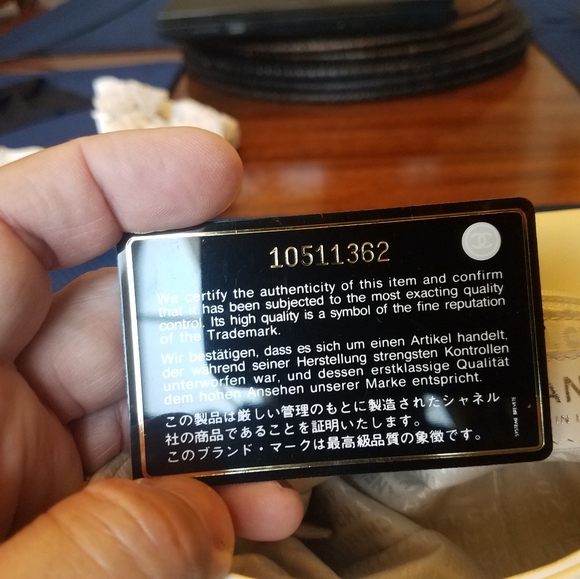 10511362
We certify the authenticity of this item and confirm
that it has been subjected to the most exacting quality
control. Its high quality is a symbol of the fine reputation
of the Trademark.
Wir bestätigen, dass es sich um einen Artikel handelt,
der während seiner Herstellung strengsten Kontrollen
unterworfen war, und dessen erstklassige Qualität
dem hohen Ansehen unserer Marke entspricht.
この製品は厳しい管理のもとに製造されたシャネル
社の商品であることを証明いたします。
このブランド・マークは最高級品質の象徴です。
AN
IN I